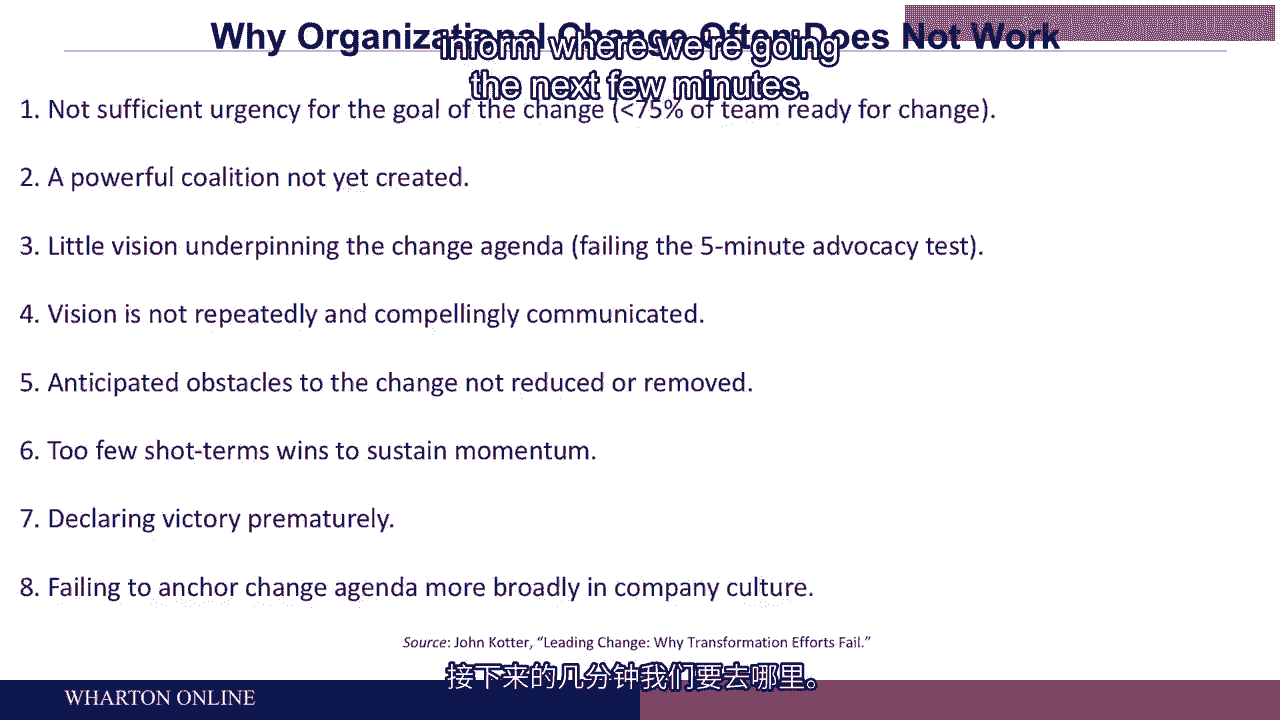 Why Organizational Change Often Does Not Work
inform where we're going
the next few minutes.
1. Not sufficient urgency for the goal of the change (<75% of team ready for change).
2. A powerful coalition not yet created.
3. Little vision underpinning the change agenda (failing the 5-minute advocacy test).
4. Vision is not repeatedly and compellingly communicated.
5. Anticipated obstacles to the change not reduced or removed.
6. Too few shot-terms wins to sustain momentum.
7. Declaring victory prematurely.
8. Failing to anchor change agenda more broadly in company culture.
Source: John Kotter, “Leading Change: Why Transformation Efforts Fail.”
接下来的几分钟我们要去哪里。
WHARTON ONLINE